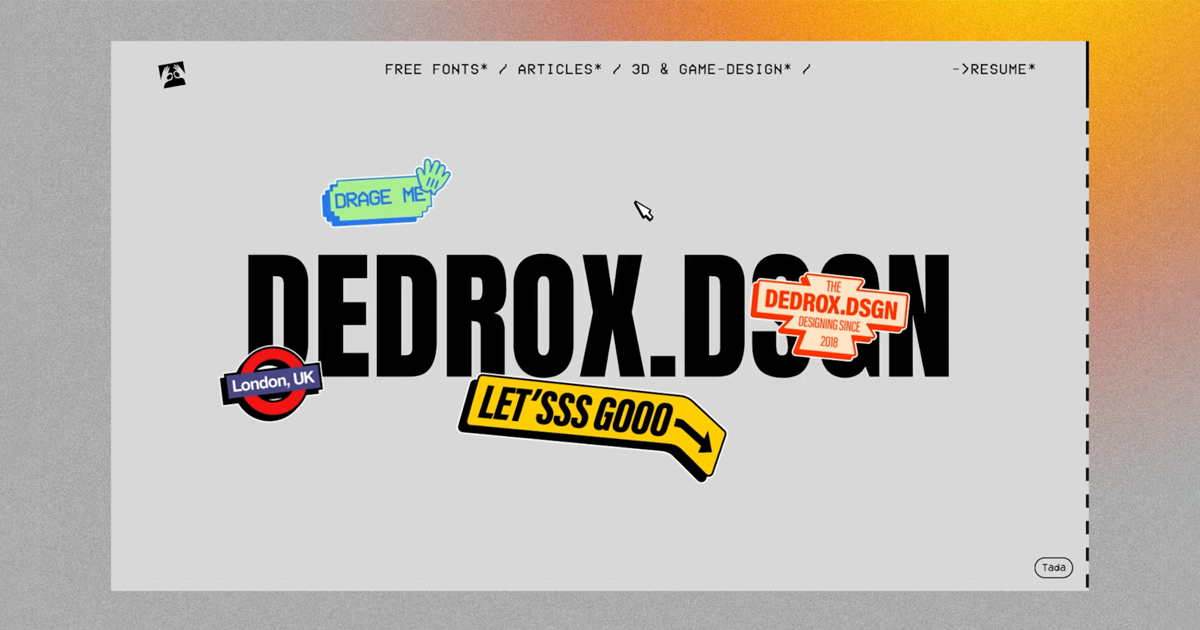 FREE FONTS* / ARTICLES* / 3D & GAME-DESIGN* /
->RESUME*
DRAGE ME
DEDROX.DSGN
THE
DEDROX.DSGN
DESIGNING SINCE
2018
London, UK
LET'SSS GOOO
Tada